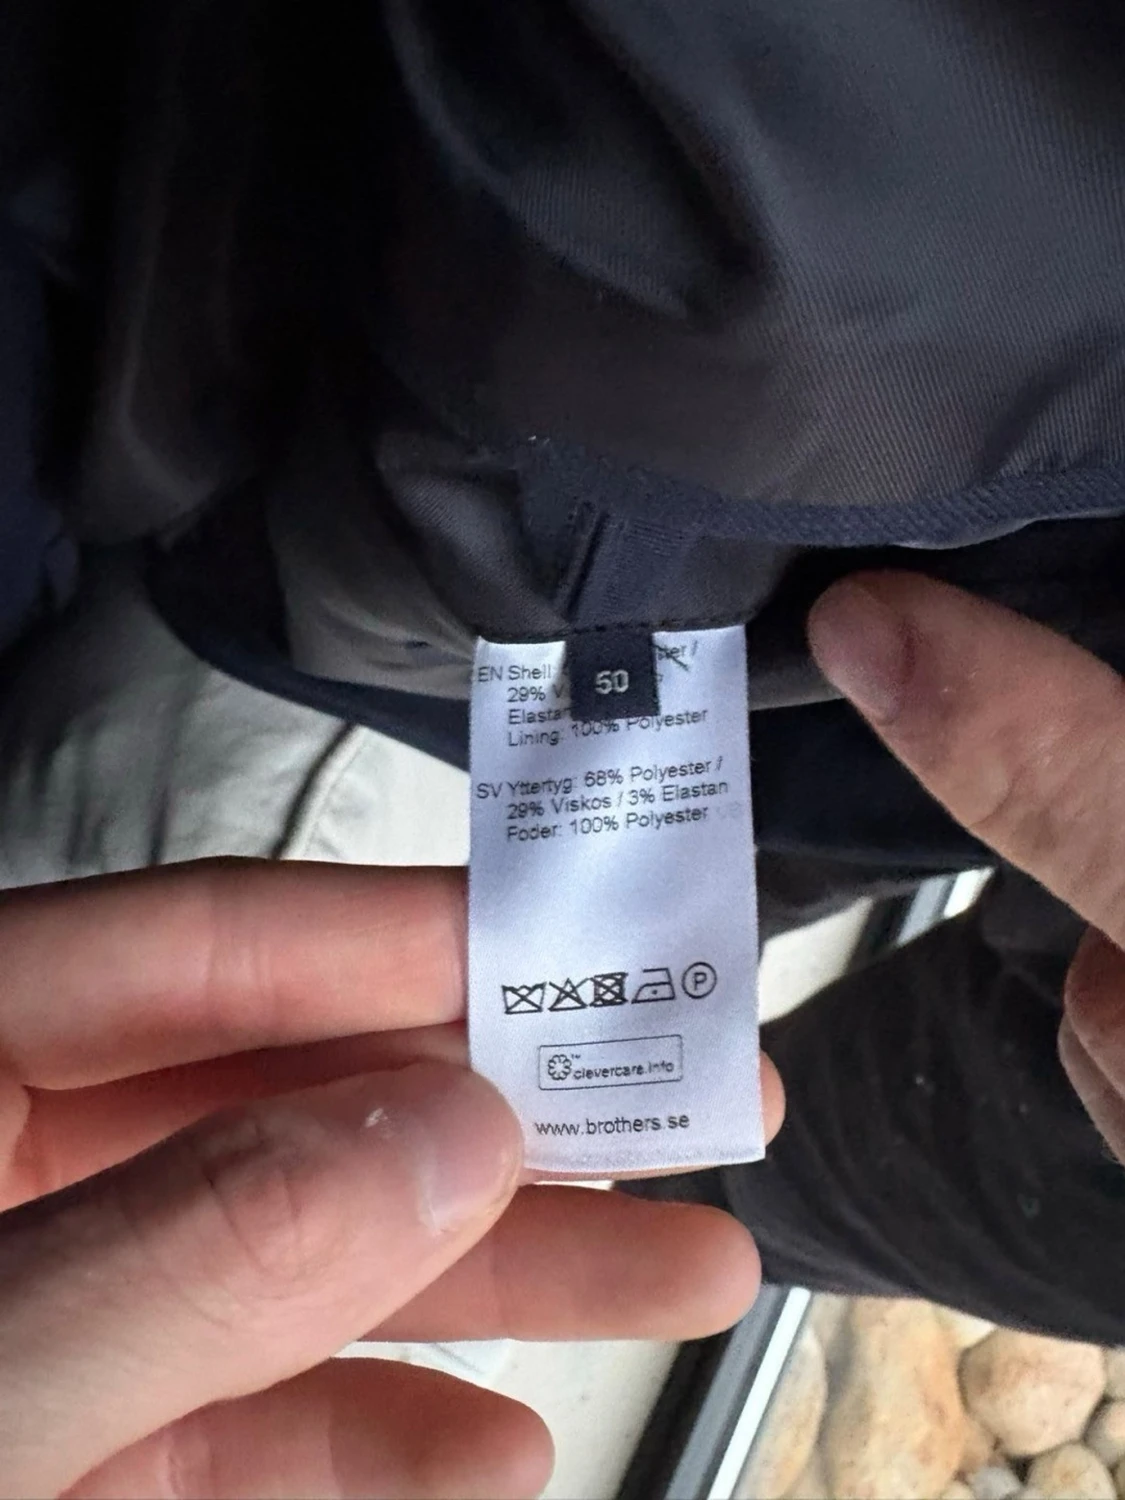 50
EN Shell:
29% V
Elastan
Lining: 100% Polyester
SV Yttertyg: 68% Polyester /
29% Viskos / 3% Elastan
Foder: 100% Polyester
P
clevercare.info
www.brothers.se